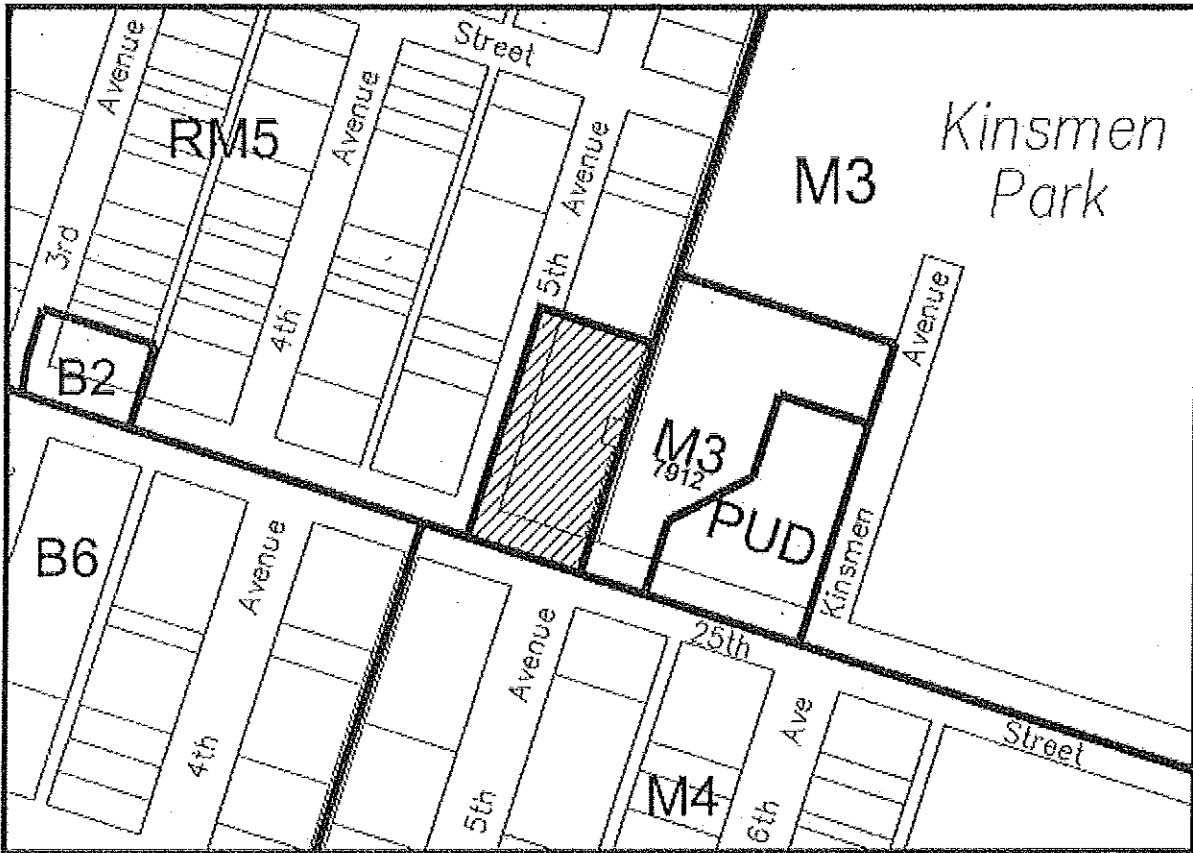 Street
Avenue
RM5
Avenue
Kinsmen
Park
M3
Avenue
3rd
5th
4th
Avenue
B2
M3
7912
PUD
B6
Avenue
Kinsmen
Avenue
25th
Ave
Street
4th
5th
M4
6th